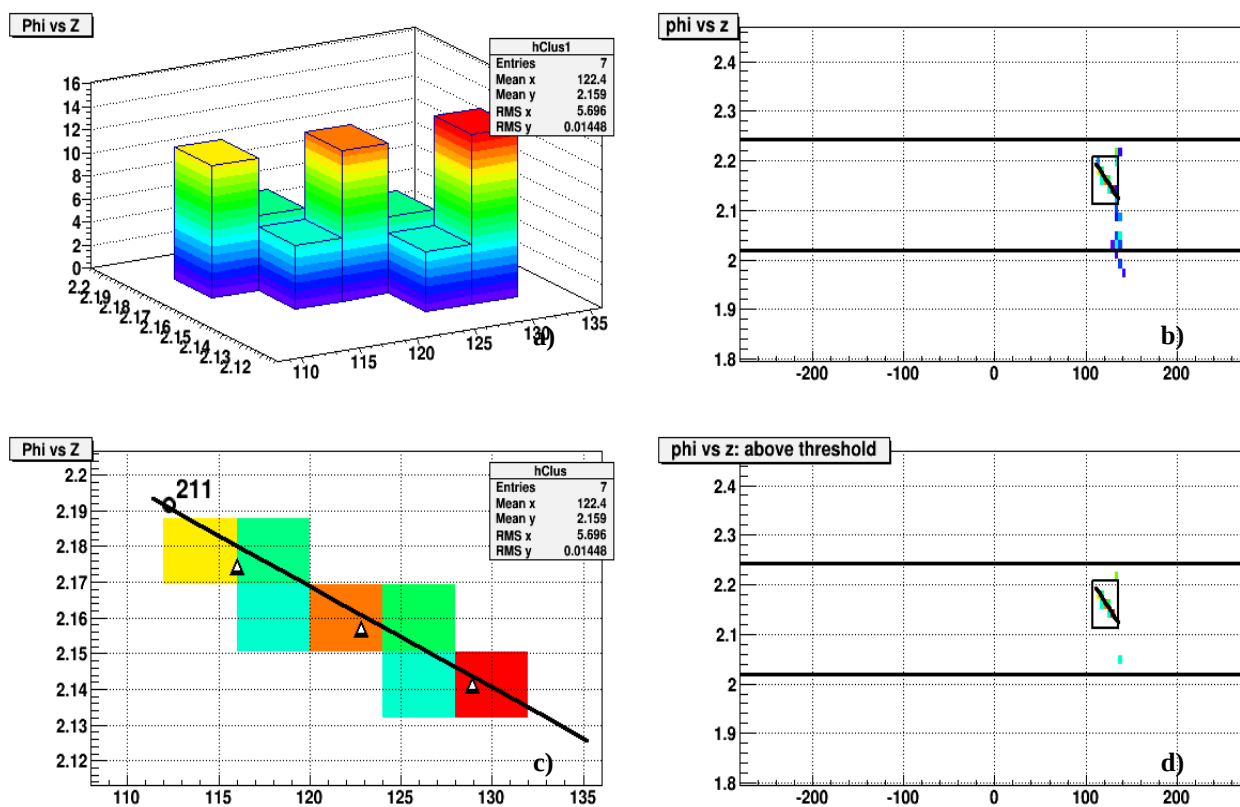 Phi vs Z
hClus1
Entries 7
Mean x 122.4
Mean y 2.159
RMS x 5.696
RMS y 0.01448
16
14
12
10
8
6
4
2
0
2.2
2.19
2.18
2.17
2.16
2.15
2.14
2.13
2.12
110
115
120
125
130
135
a)
phi vs z
2.4
2.3
2.2
2.1
2
1.9
1.8
-200 -100 0 100 200
b)
Phi vs Z
hClus
Entries 7
Mean x 122.4
Mean y 2.159
RMS x 5.696
RMS y 0.01448
211
2.2
2.19
2.18
2.17
2.16
2.15
2.14
2.13
2.12
110 115 120 125 130 135
c)
phi vs z: above threshold
2.4
2.3
2.2
2.1
2
1.9
1.8
-200 -100 0 100 200
d)